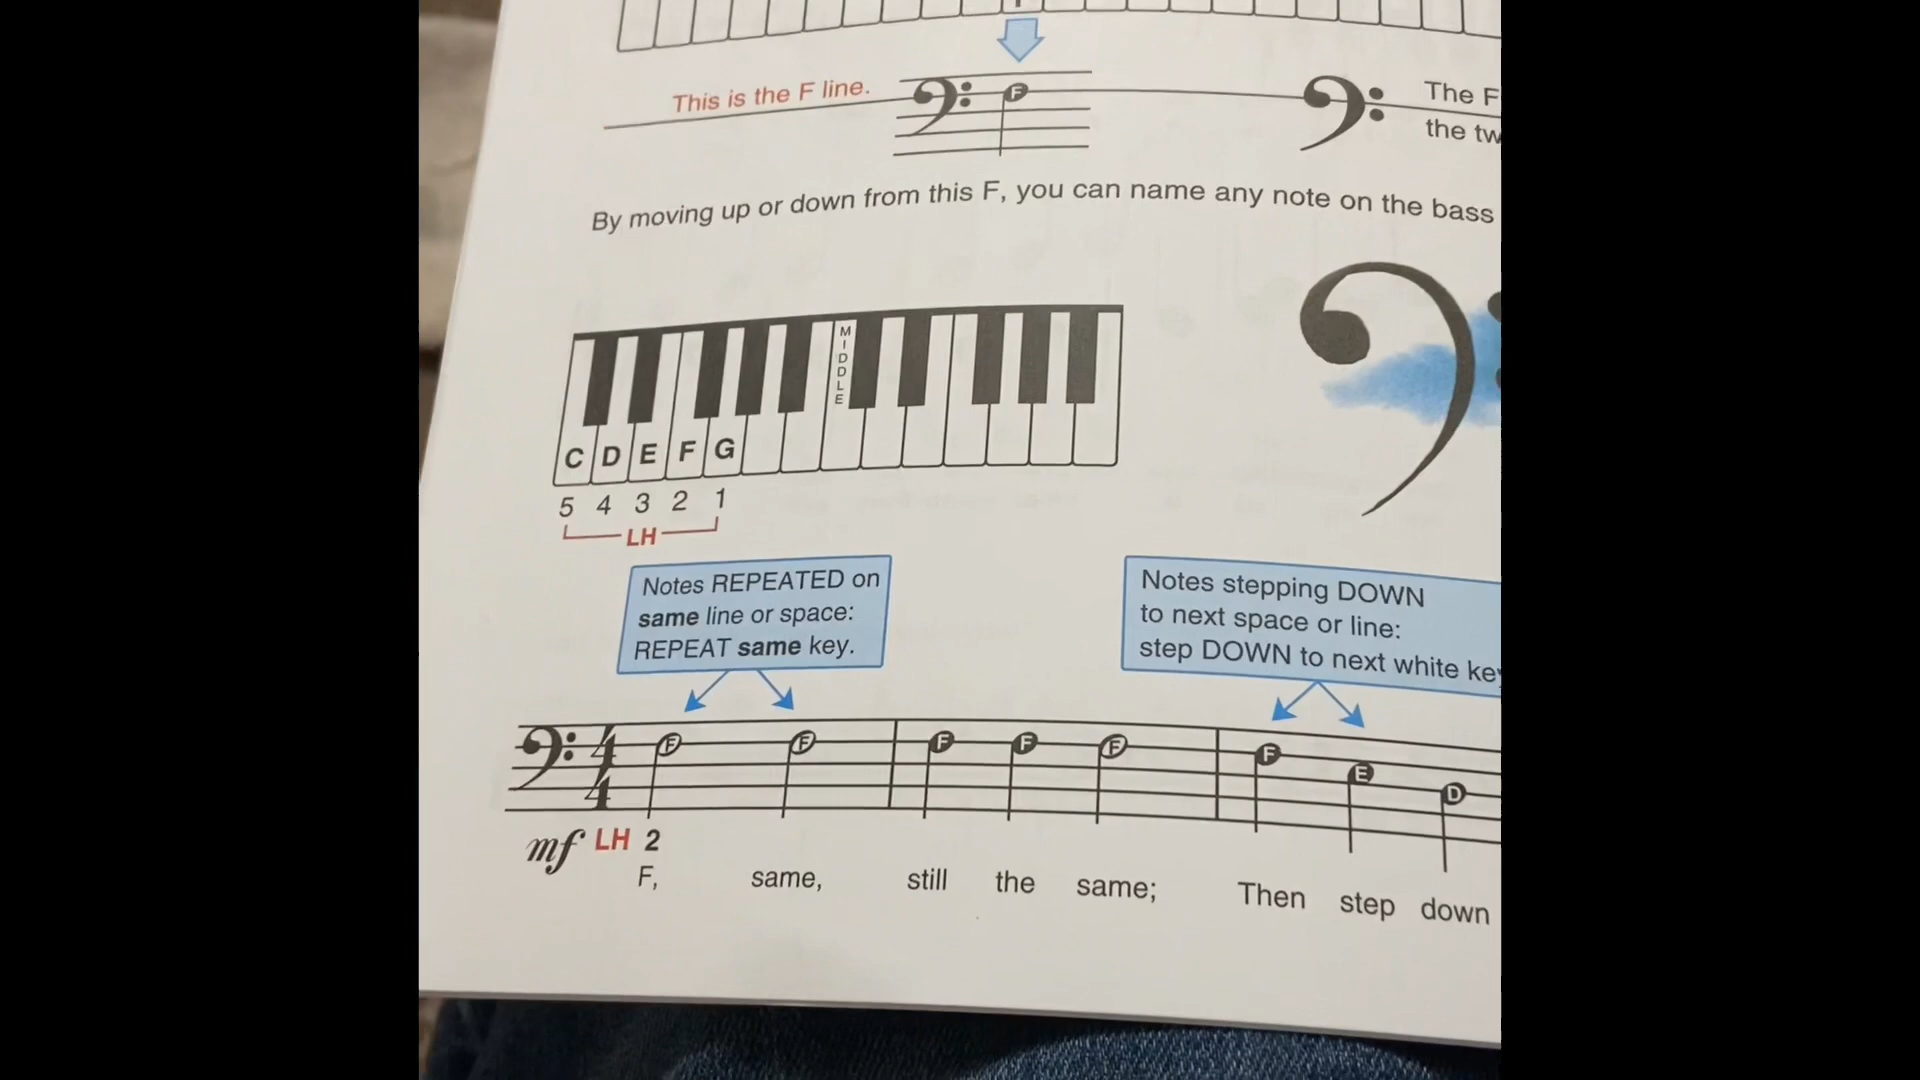 This is the F line.
F
The F
the tw
By moving up or down from this F, you can name any note on the bass
MIDDLE
C D E F G
5 4 3 2 1
LH
Notes REPEATED on
same line or space:
REPEAT same key.
Notes stepping DOWN
to next space or line:
step DOWN to next white key
4
4
F F F F F F E D
mf LH 2
F, same, still the same; Then step down